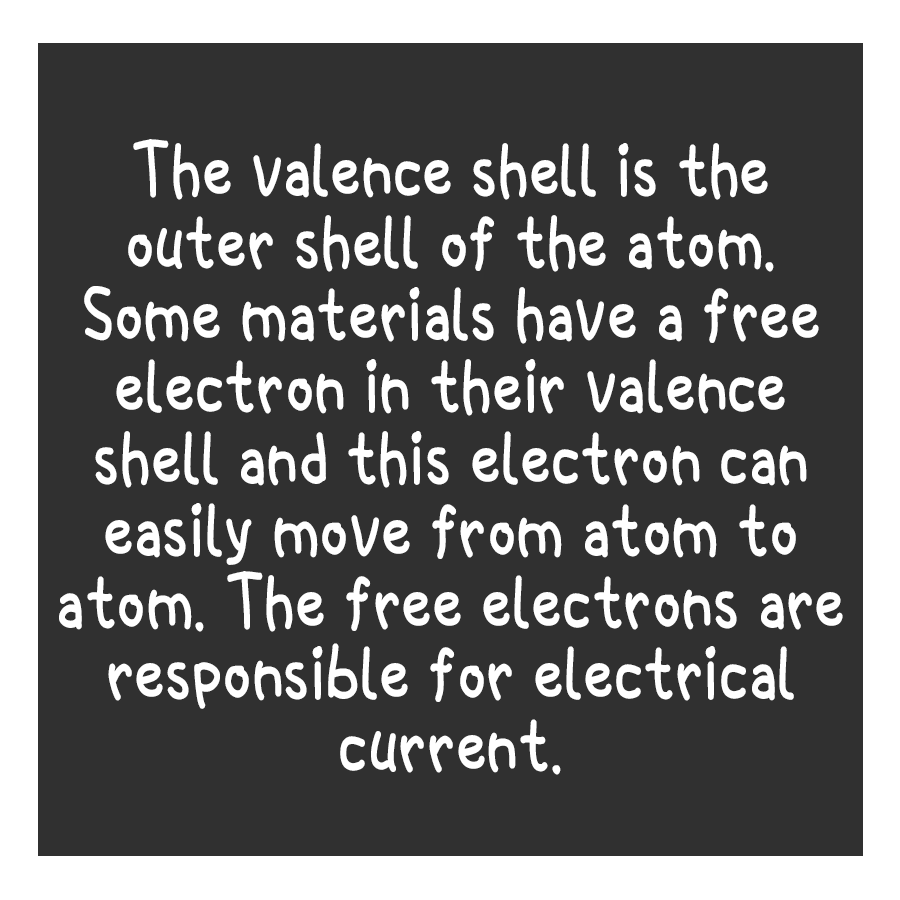 The valence shell is the
outer shell of the atom.
Some materials have a free
electron in their valence
shell and this electron can
easily move from atom to
atom. The free electrons are
responsible for electrical
current.